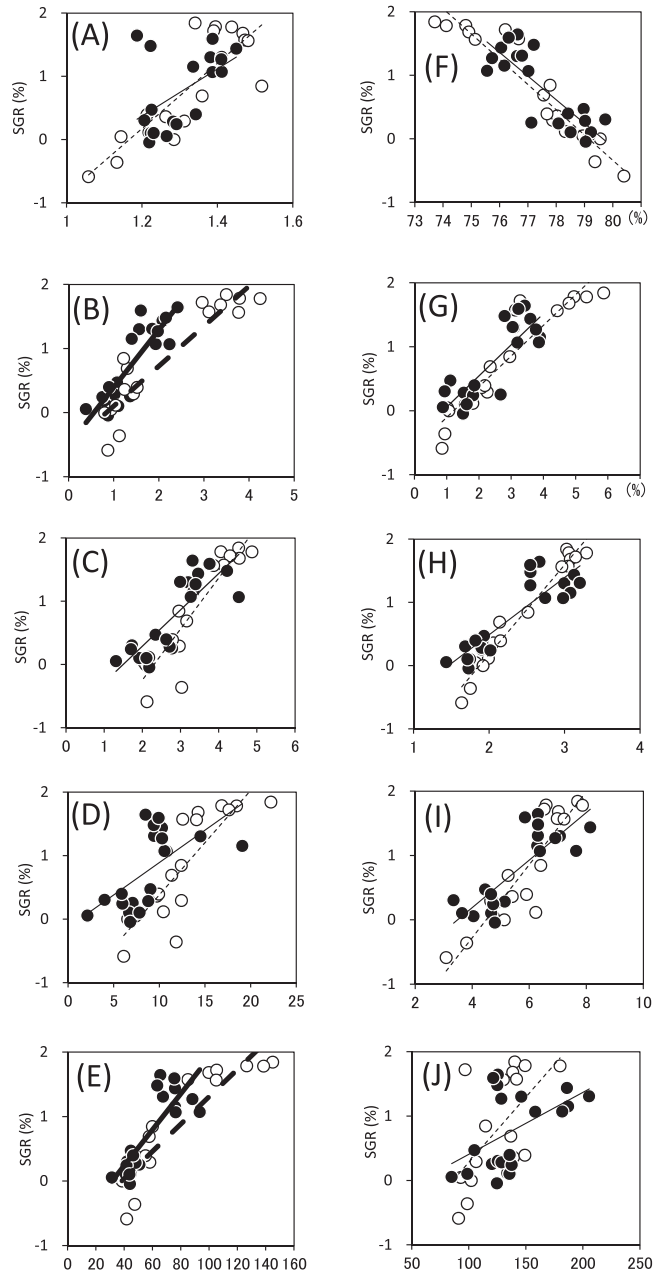 (A)
SGR (%)
2
1
0
-1
1 1.2 1.4 1.6
(B)
SGR (%)
2
1
0
-1
0 1 2 3 4 5
(C)
SGR (%)
2
1
0
-1
0 1 2 3 4 5 6
(D)
SGR (%)
2
1
0
-1
0 5 10 15 20 25
(E)
SGR (%)
2
1
0
-1
0 20 40 60 80 100 120 140 160
(F)
SGR (%)
2
1
0
-1
73 74 75 76 77 78 79 80 (%)
(G)
SGR (%)
2
1
0
-1
0 1 2 3 4 5 6 (%)
(H)
SGR (%)
2
1
0
-1
1 2 3 4
(I)
SGR (%)
2
1
0
-1
2 4 6 8 10
(J)
SGR (%)
2
1
0
-1
50 100 150 200 250